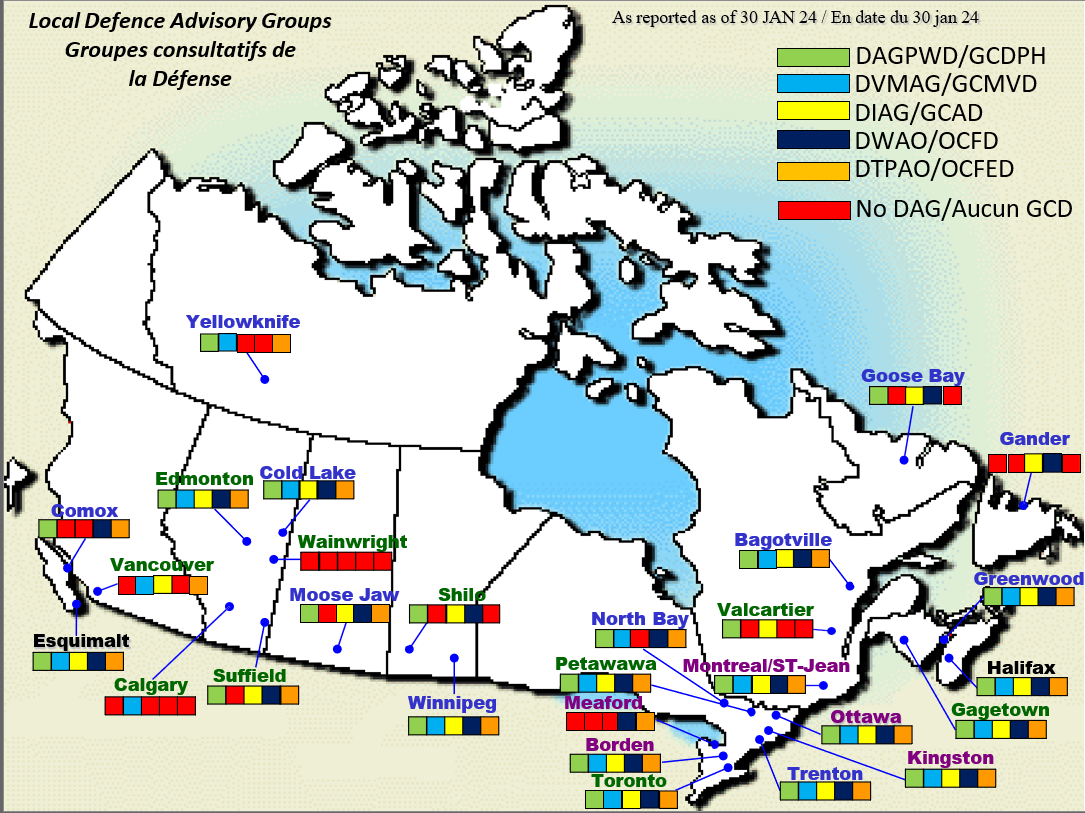 Local Defence Advisory Groups
Groupes consultatifs de
la Défense
As reported as of 30 JAN 24 / En date du 30 jan 24
DAGPWD/GCDPH
DVMAG/GCMVD
DIAG/GCAD
DWAO/OCFD
DTPAO/OCFED
No DAG/Aucun GCD
Yellowknife
Goose Bay
Gander
Edmonton
Cold Lake
Comox
Wainwright
Bagotville
Vancouver
Greenwood
Moose Jaw
Shilo
North Bay
Valcartier
Esquimalt
Petawawa
Montreal/ST-Jean
Halifax
Calgary
Suffield
Winnipeg
Meaford
Ottawa
Gagetown
Borden
Kingston
Toronto
Trenton